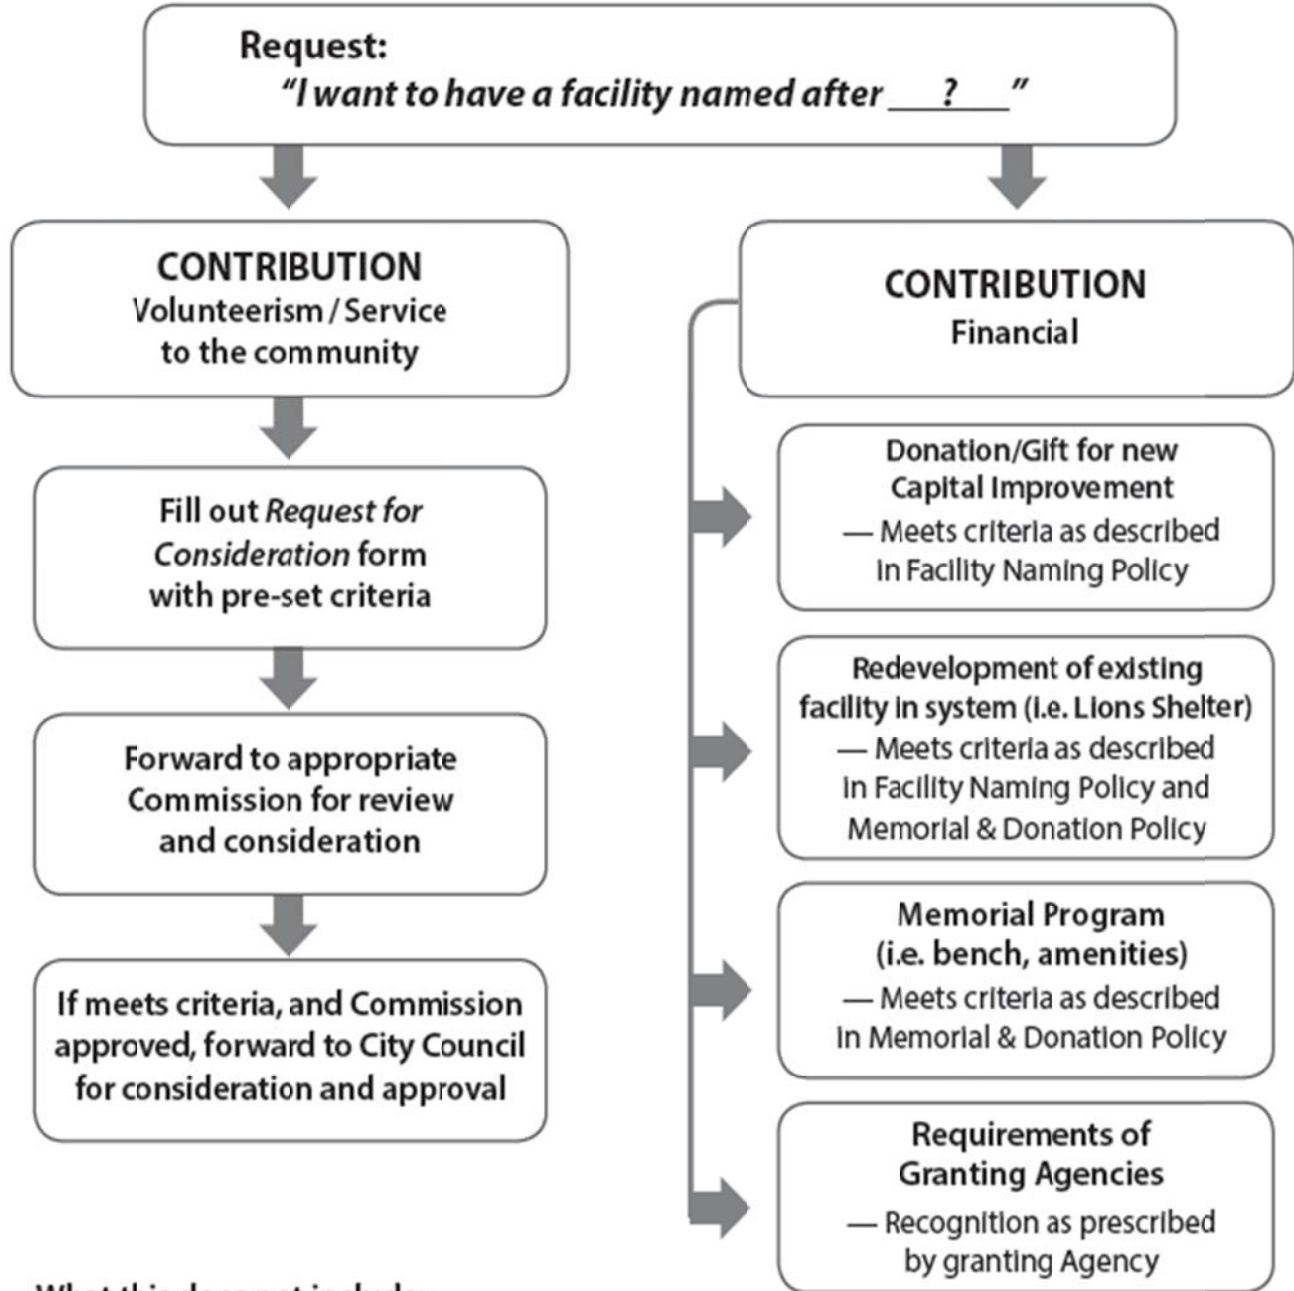 Request:
“I want to have a facility named after ___?___”
CONTRIBUTION
Volunteerism / Service
to the community
Fill out Request for
Consideration form
with pre-set criteria
Forward to appropriate
Commission for review
and consideration
If meets criteria, and Commission
approved, forward to City Council
for consideration and approval
CONTRIBUTION
Financial
Donation/Gift for new
Capital Improvement
— Meets criteria as described
in Facility Naming Policy
Redevelopment of existing
facility in system (i.e. Lions Shelter)
— Meets criteria as described
in Facility Naming Policy and
Memorial & Donation Policy
Memorial Program
(i.e. bench, amenities)
— Meets criteria as described
in Memorial & Donation Policy
Requirements of
Granting Agencies
— Recognition as prescribed
by granting Agency
What this does not include: